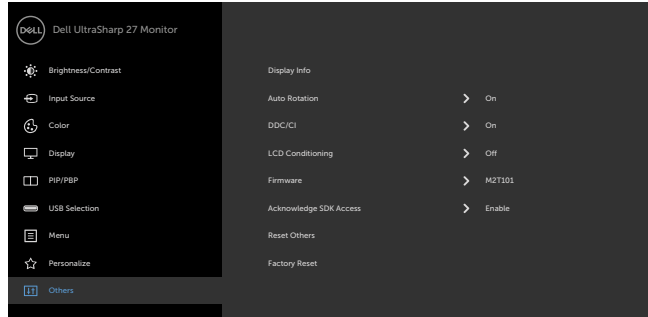 DELL Dell UltraSharp 27 Monitor
Brightness/Contrast
Input Source
Color
Display
PIP/PBP
USB Selection
Menu
Personalize
Others
Display Info
Auto Rotation On
DDC/CI On
LCD Conditioning Off
Firmware M2T101
Acknowledge SDK Access Enable
Reset Others
Factory Reset